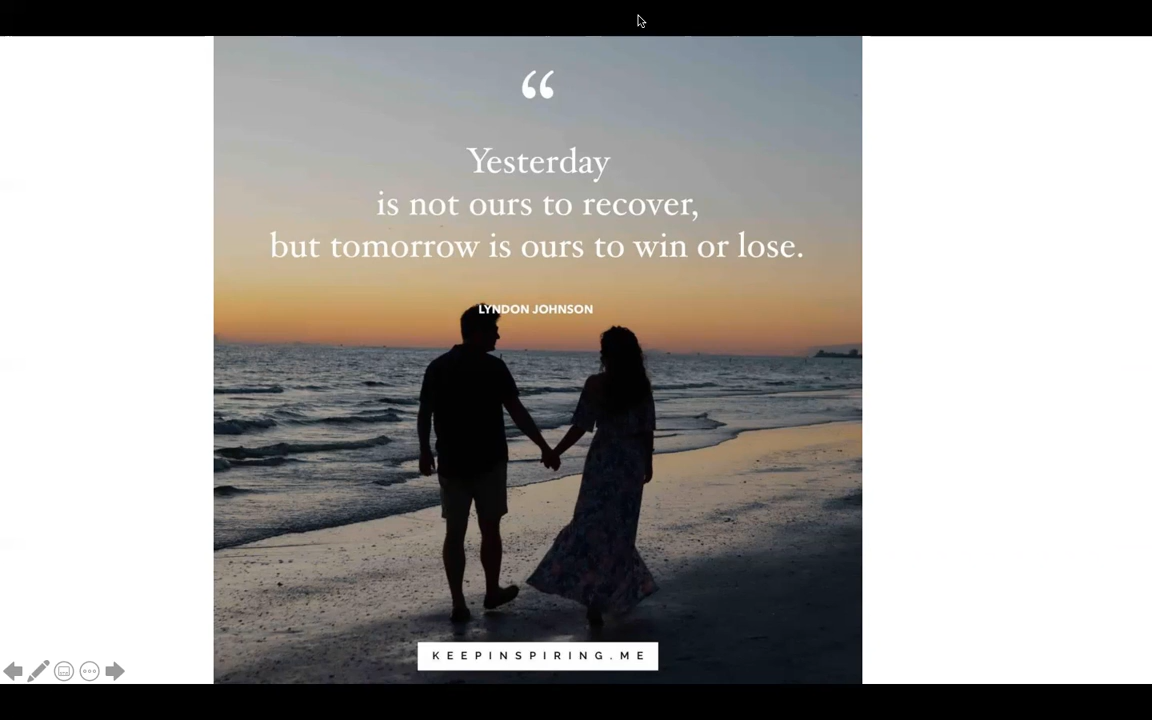 “
Yesterday
is not ours to recover,
but tomorrow is ours to win or lose.
LYNDON JOHNSON
KEEPINSPIRING.ME